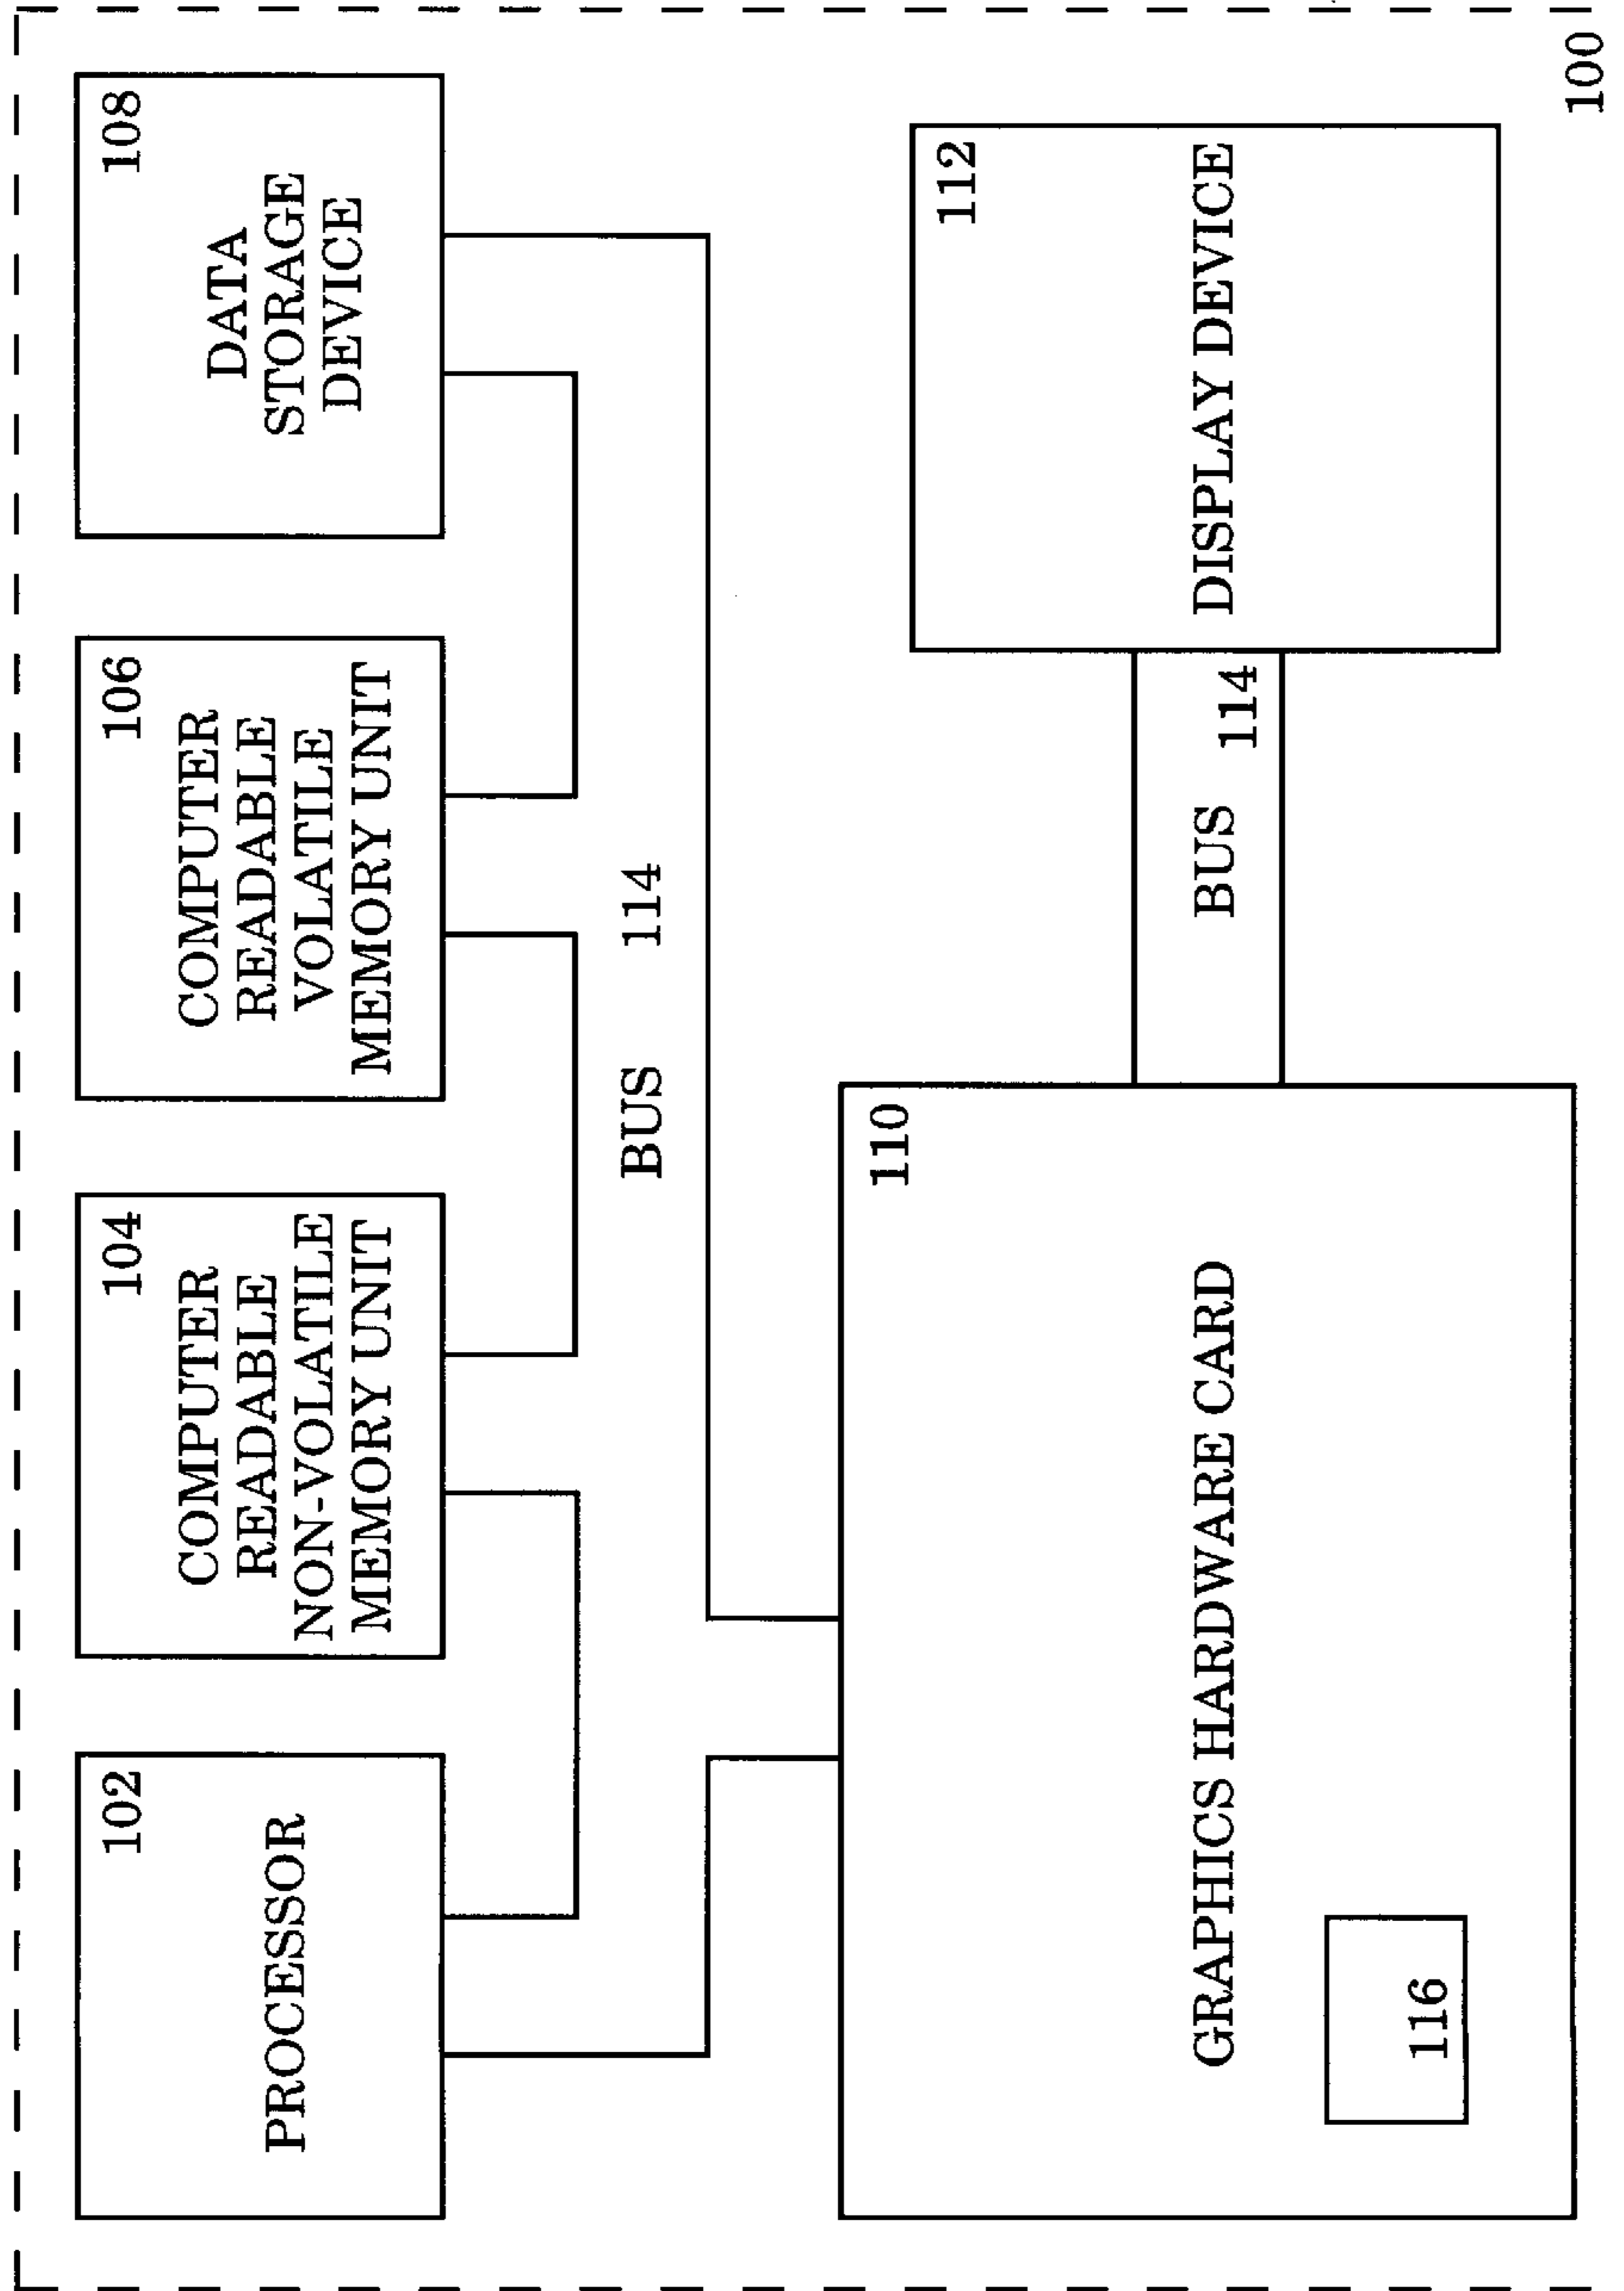 102
PROCESSOR
104
COMPUTER
READABLE
NON-VOLATILE
MEMORY UNIT
106
COMPUTER
READABLE
VOLATILE
MEMORY UNIT
108
DATA
STORAGE
DEVICE
BUS 114
110
GRAPHICS HARDWARE CARD
116
BUS 114
112
DISPLAY DEVICE
100